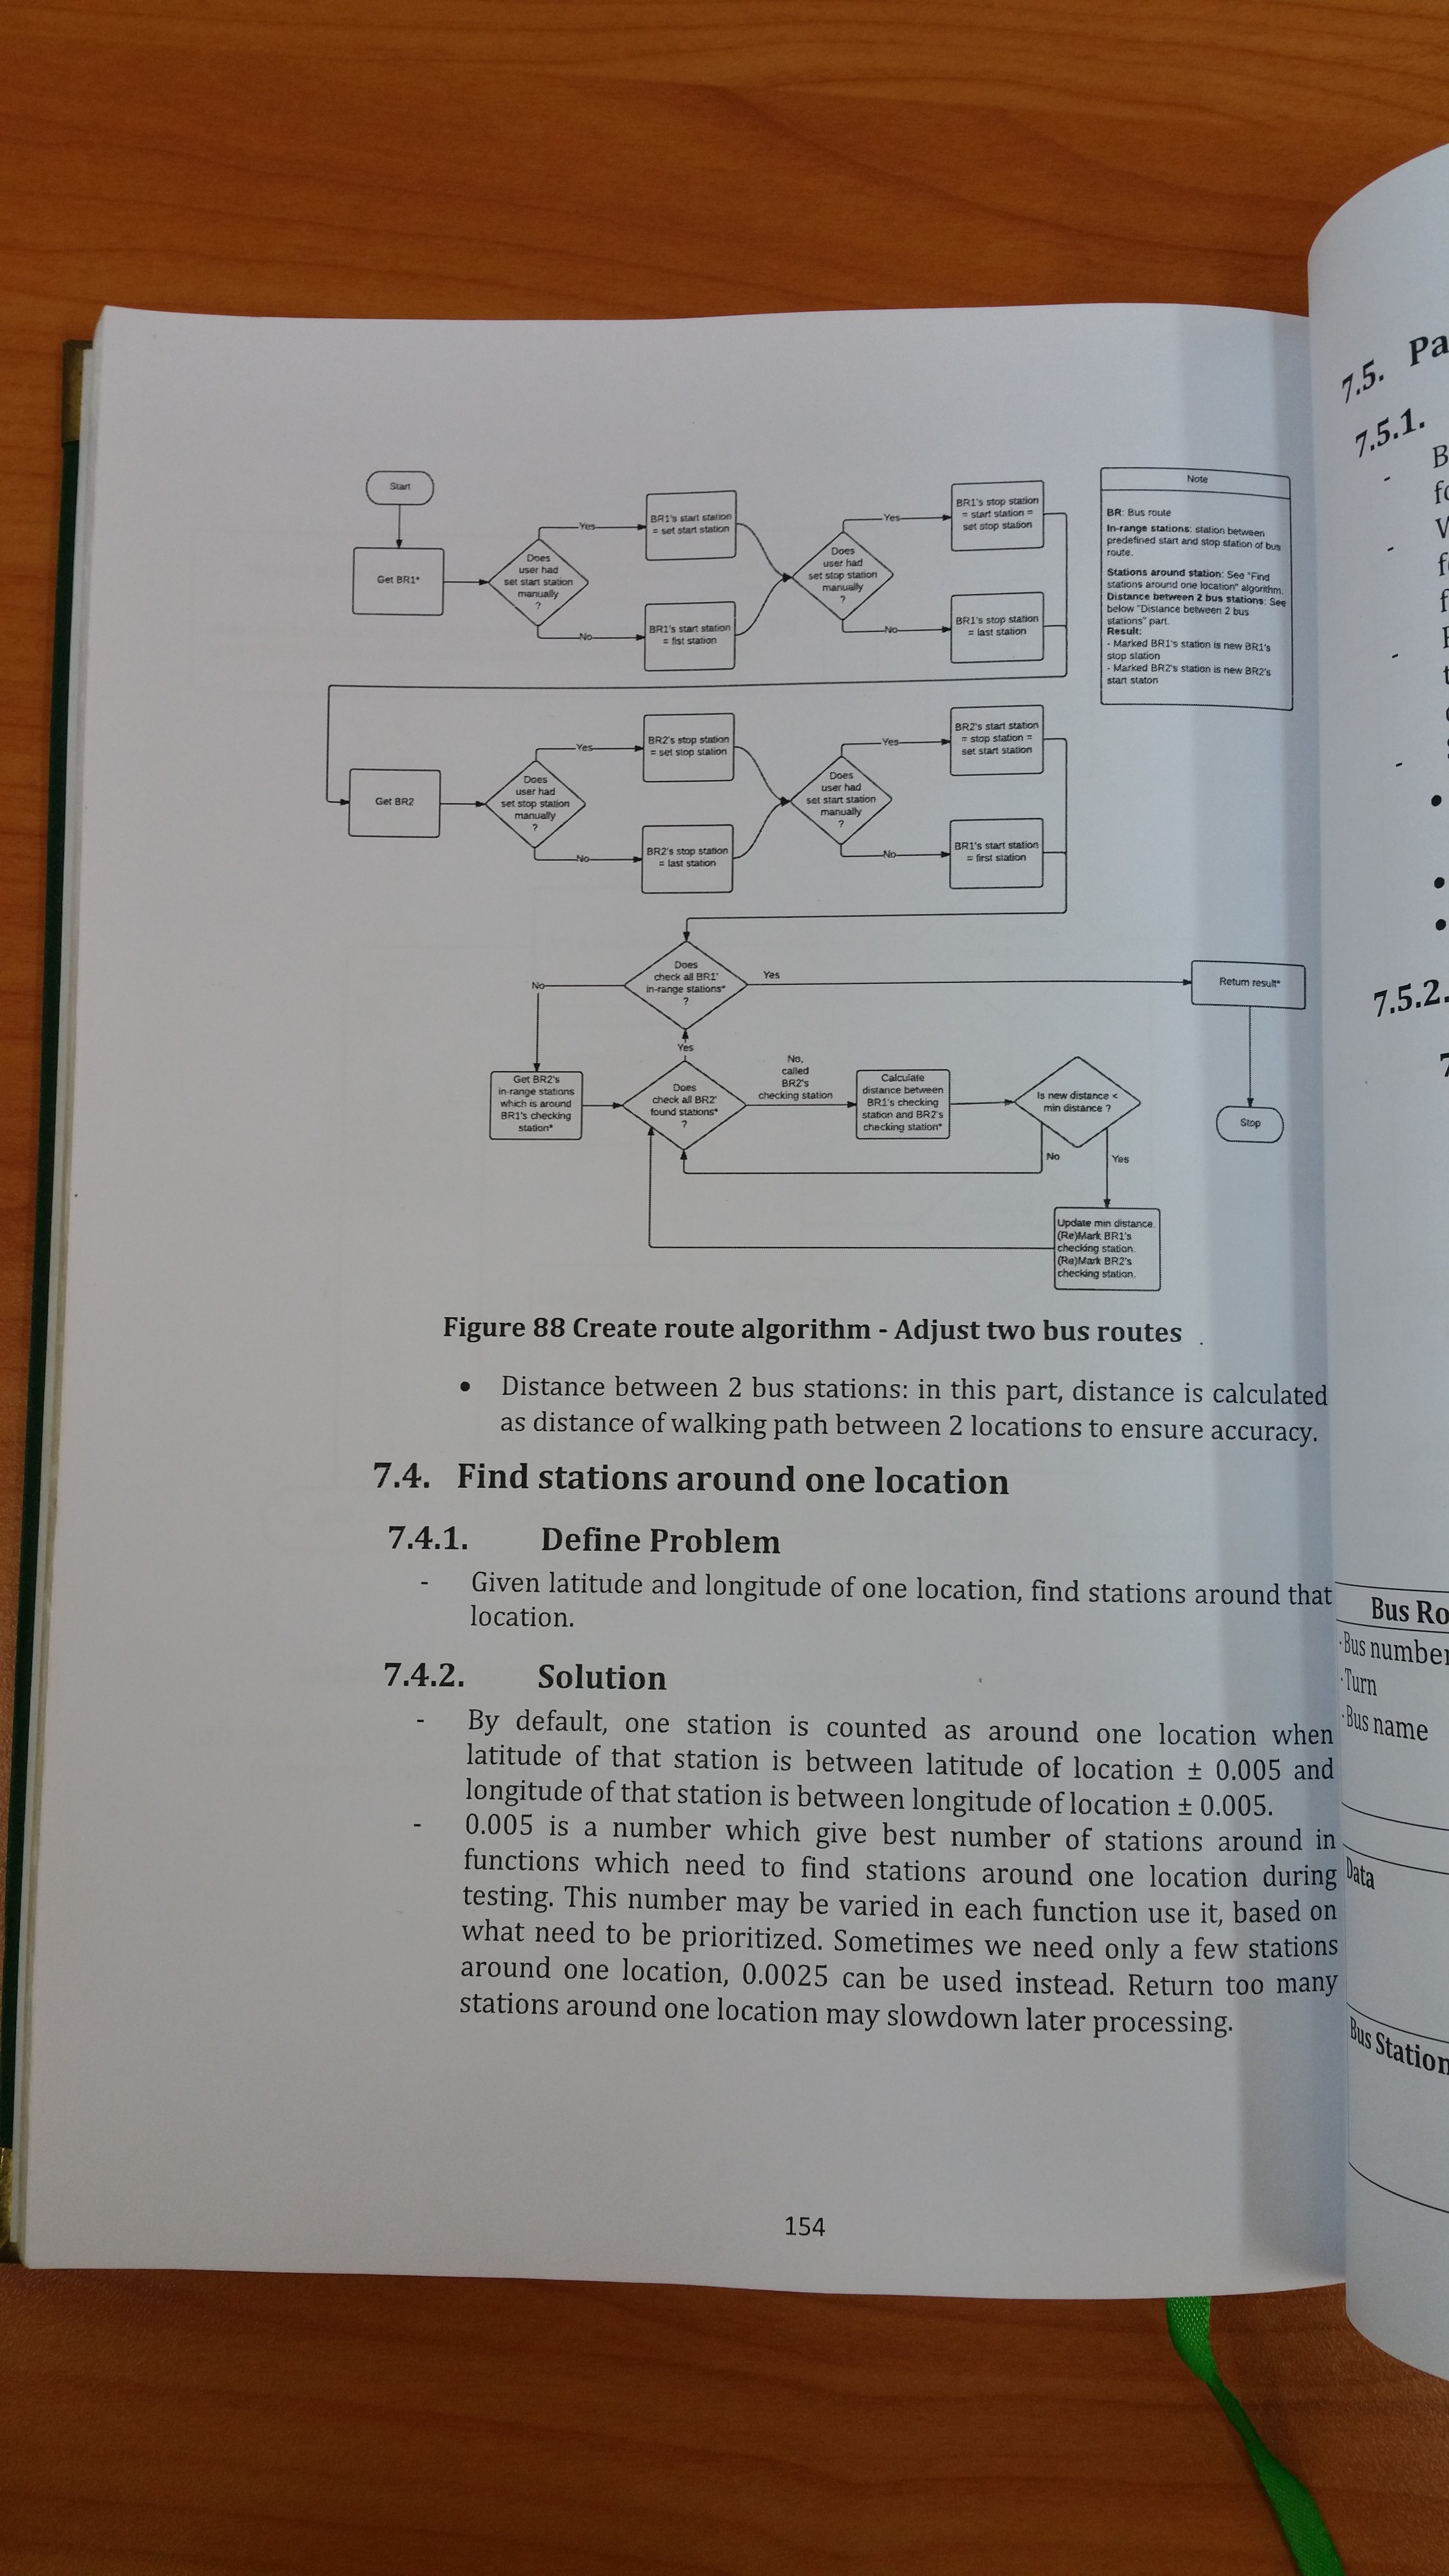 Start
Get BR1*
Does
user had
set start station
manually
?
Yes
BR1's start station
= set start station
No
BR1's start station
= fist station
Does
user had
set stop station
manually
?
Yes
BR1's stop station
= start station =
set stop station
No
BR1's stop station
= last station
Note
BR: Bus route
In-range stations: station between
predefined start and stop station of bus
route.
Stations around station: See "Find
stations around one location" algorithm.
Distance between 2 bus stations: See
below "Distance between 2 bus
stations" part.
Result:
- Marked BR1's station is new BR1's
stop station
- Marked BR2's station is new BR2's
start staton
Get BR2
Does
user had
set stop station
manually
?
Yes
BR2's stop station
= set stop station
No
BR2's stop station
= last station
Does
user had
set start station
manually
?
Yes
BR2's start station
= stop station =
set start station
No
BR1's start station
= first station
Does
check all BR1'
in-range stations*
?
Yes
Return result*
Stop
No
Get BR2's
in-range stations
which is around
BR1's checking
station*
Yes
Does
check all BR2'
found stations*
?
No,
called
BR2's
checking station
Calculate
distance between
BR1's checking
station and BR2's
checking station*
Is new distance <
min distance ?
No
Yes
Update min distance.
(Re)Mark BR1's
checking station.
(Re)Mark BR2's
checking station.
Figure 88 Create route algorithm - Adjust two bus routes
• Distance between 2 bus stations: in this part, distance is calculated
as distance of walking path between 2 locations to ensure accuracy.
7.4. Find stations around one location
7.4.1. Define Problem
- Given latitude and longitude of one location, find stations around that
location.
7.4.2. Solution
- By default, one station is counted as around one location when
latitude of that station is between latitude of location ± 0.005 and
longitude of that station is between longitude of location ± 0.005.
- 0.005 is a number which give best number of stations around in
functions which need to find stations around one location during
testing. This number may be varied in each function use it, based on
what need to be prioritized. Sometimes we need only a few stations
around one location, 0.0025 can be used instead. Return too many
stations around one location may slowdown later processing.
154
7.5. Pa
7.5.1.
7.5.2.
Bus Ro
·Bus number
·Turn
·Bus name
Data
Bus Station